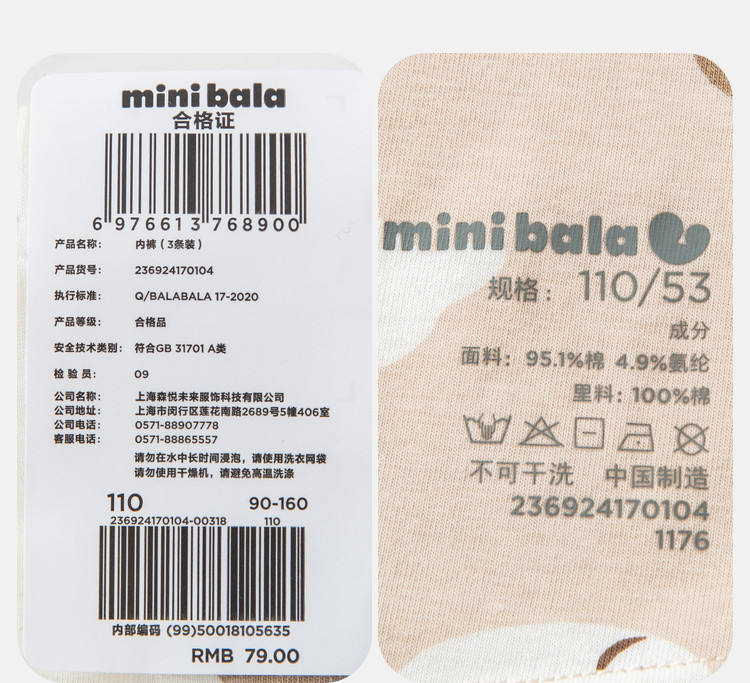 mini bala
合格证
6 976613 768900
产品名称： 内裤（3条装）
产品货号： 236924170104
执行标准： Q/BALABALA 17-2020
产品等级： 合格品
安全技术类别： 符合GB 31701 A类
检 验 员： 09
公司名称： 上海森悦未来服饰科技有限公司
公司地址： 上海市闵行区莲花南路2689号5幢406室
公司电话： 0571-88907778
客服电话： 0571-88865557
请勿在水中长时间浸泡，请使用洗衣网袋
请勿使用干燥机，请避免高温洗涤
110 90-160
236924170104-00318 110
内部编码 (99)50018105635
RMB 79.00
mini bala
规格： 110/53
成分
面料： 95.1%棉 4.9%氨纶
里料：100%棉
不可干洗 中国制造
236924170104
1176